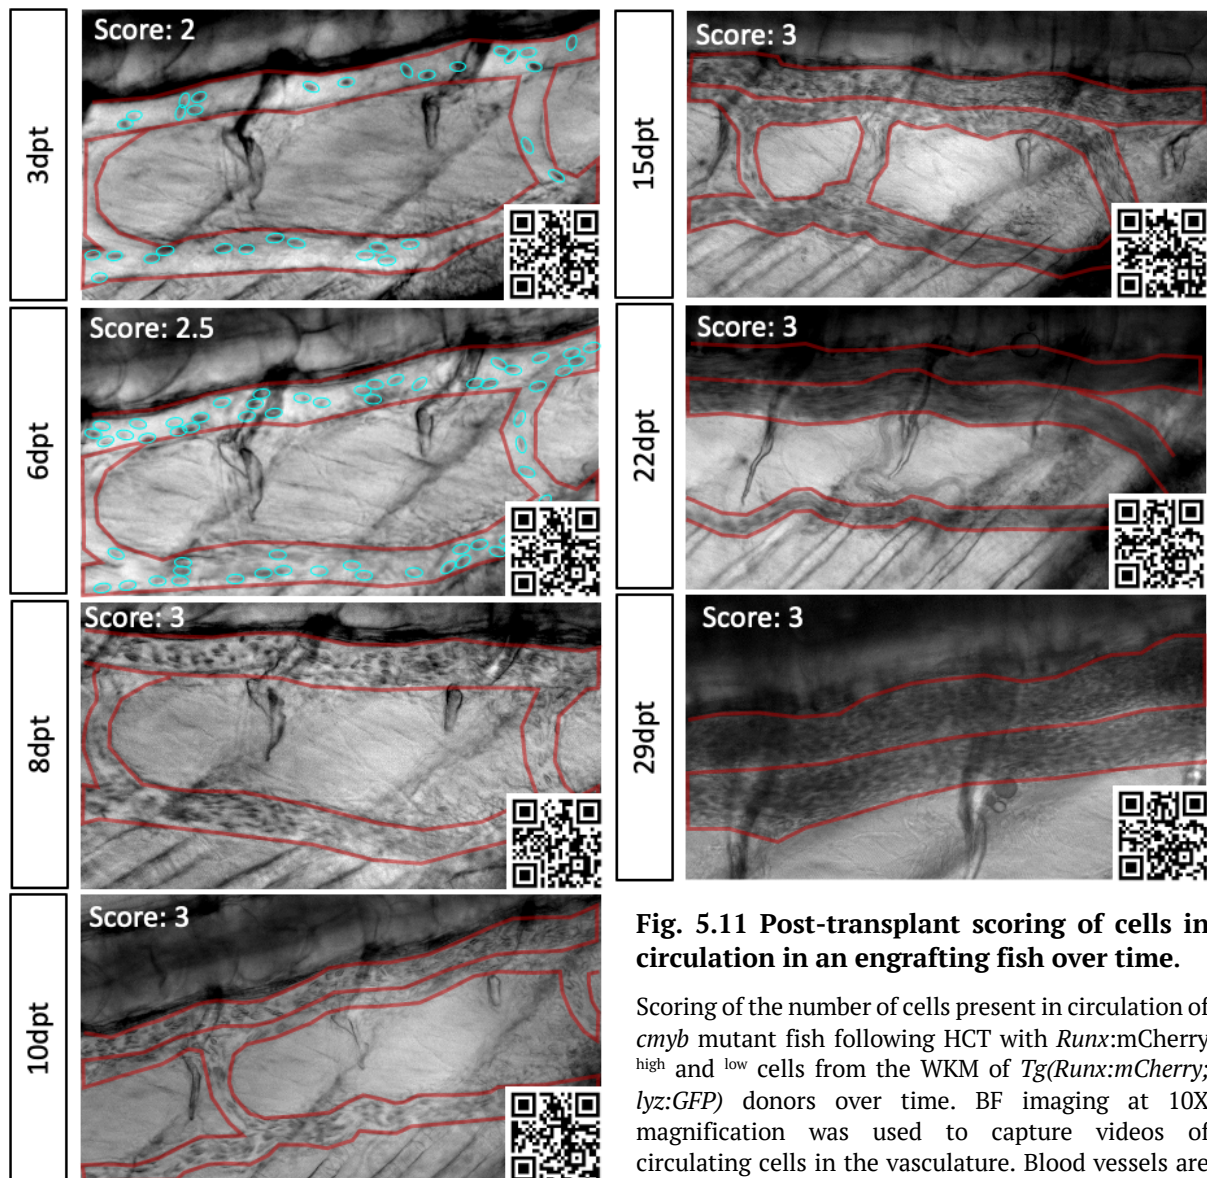 3dpt
Score: 2
6dpt
Score: 2.5
8dpt
Score: 3
10dpt
Score: 3
15dpt
Score: 3
22dpt
Score: 3
29dpt
Score: 3
Fig. 5.11 Post-transplant scoring of cells in
circulation in an engrafting fish over time.
Scoring of the number of cells present in circulation of
cmyb mutant fish following HCT with Runx:mCherry
high and low cells from the WKM of Tg(Runx:mCherry;
lyz:GFP) donors over time. BF imaging at 10X
magnification was used to capture videos of
circulating cells in the vasculature. Blood vessels are